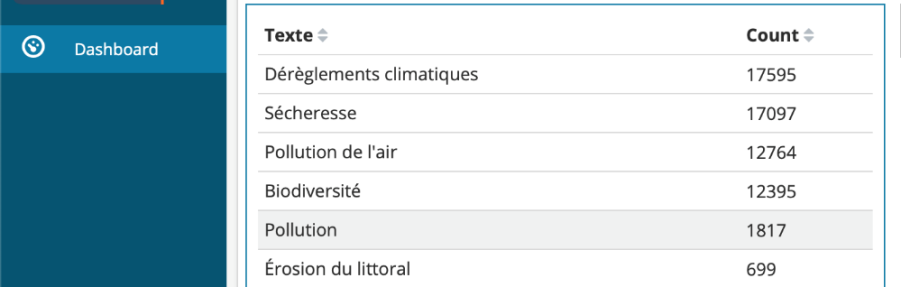 Dashboard
Texte Count
Dérèglements climatiques 17595
Sécheresse 17097
Pollution de l'air 12764
Biodiversité 12395
Pollution 1817
Érosion du littoral 699